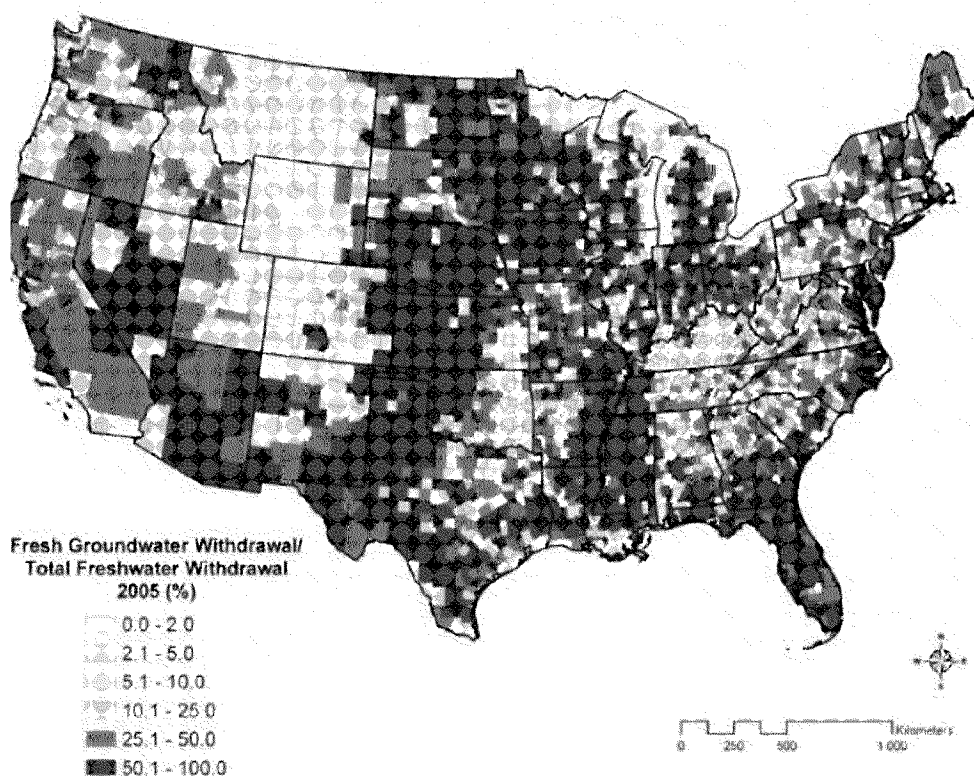 Fresh Groundwater Withdrawal/
Total Freshwater Withdrawal
2005 (%)
0.0 - 2.0
2.1 - 5.0
5.1 - 10.0
10.1 - 25.0
25.1 - 50.0
50.1 - 100.0
Kilometers
0 250 500 1 000